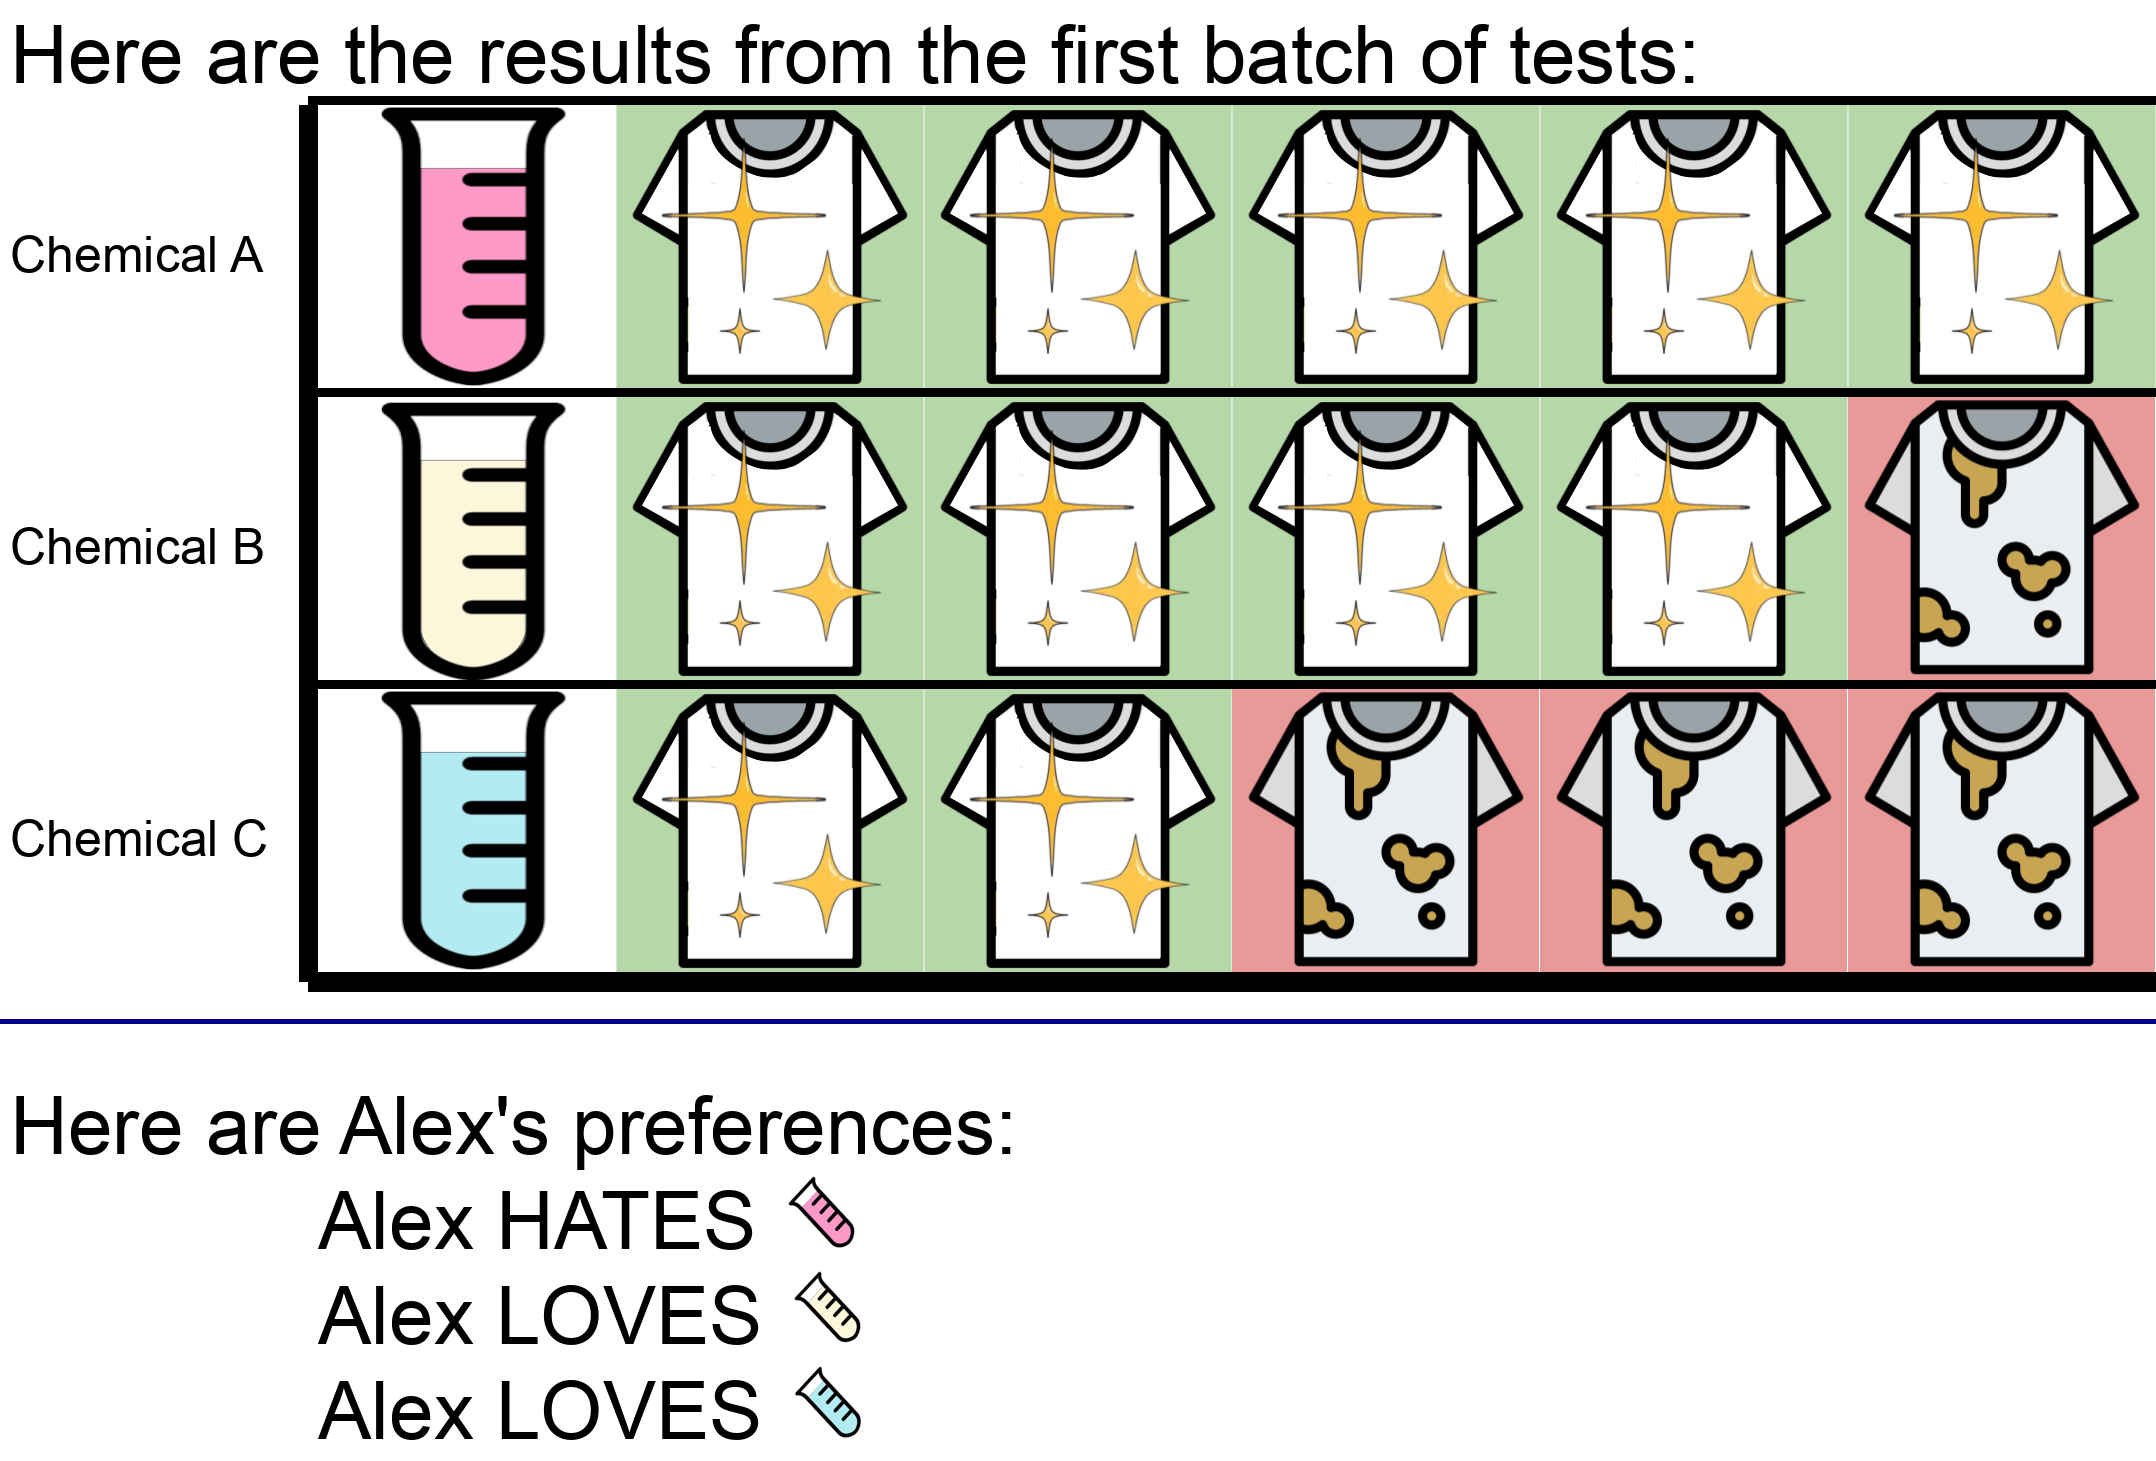 Here are the results from the first batch of tests:
Chemical A
Chemical B
Chemical C
Here are Alex's preferences:
Alex HATES
Alex LOVES
Alex LOVES